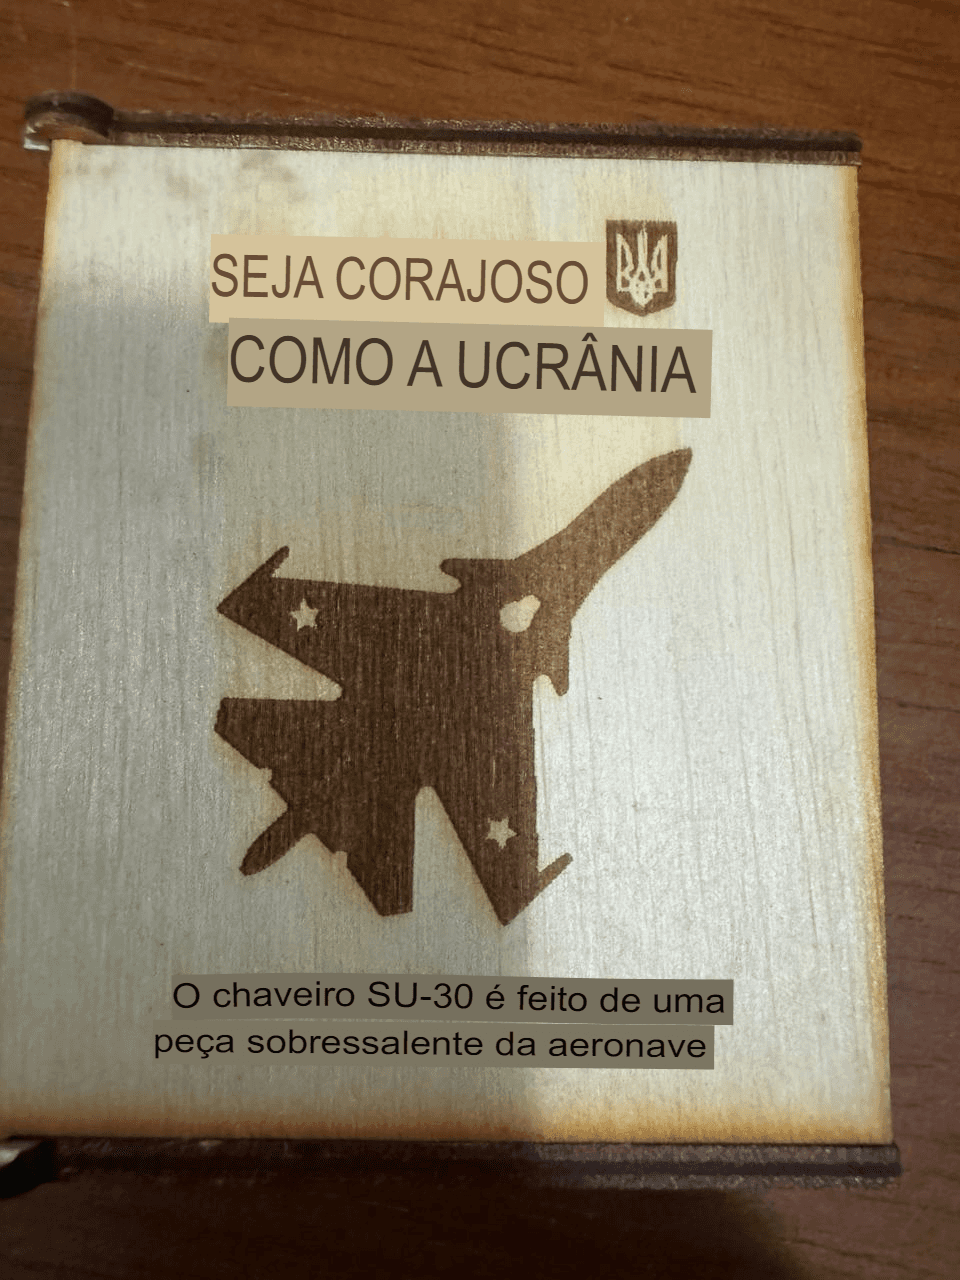 SEJA CORAJOSO
COMO A UCRÂNIA
O chaveiro SU-30 é feito de uma
peça sobressalente da aeronave